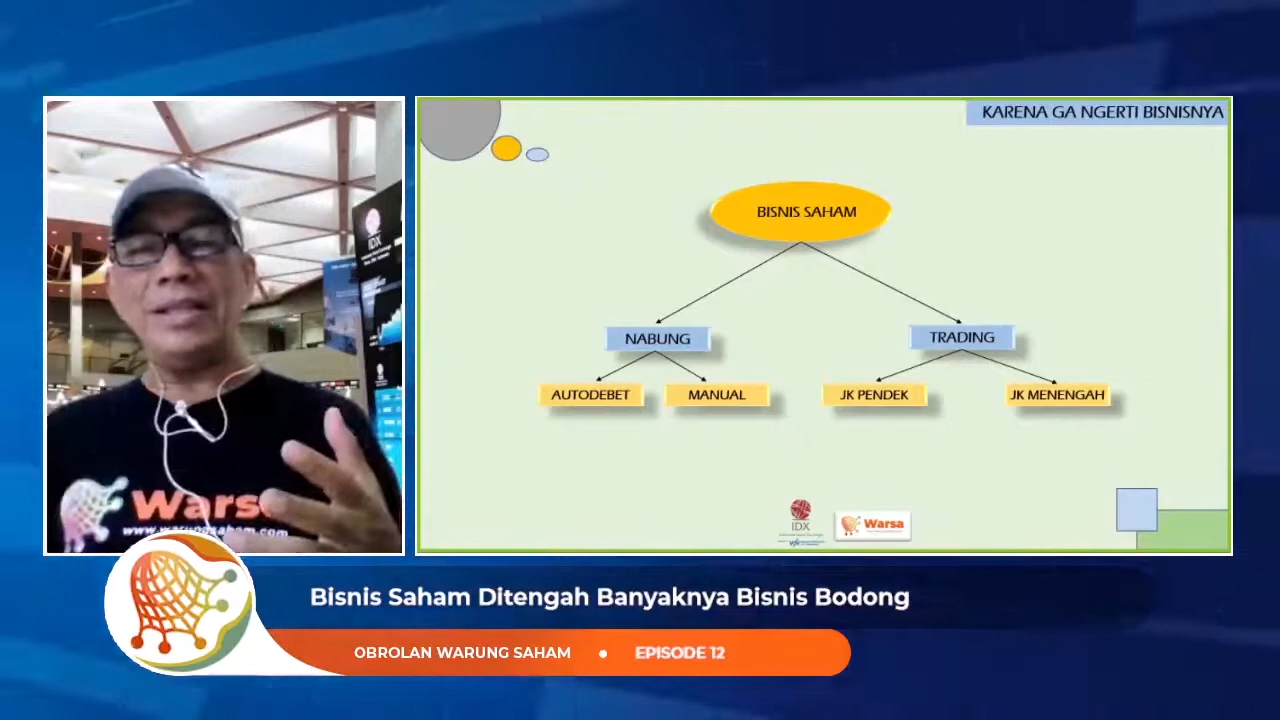 KARENA GA NGERTI BISNISNYA
BISNIS SAHAM
NABUNG
TRADING
AUTODEBET
MANUAL
JK PENDEK
JK MENENGAH
IDX
IDX
Warsa
Warsa
Bisnis Saham Ditengah Banyaknya Bisnis Bodong
OBROLAN WARUNG SAHAM • EPISODE 12